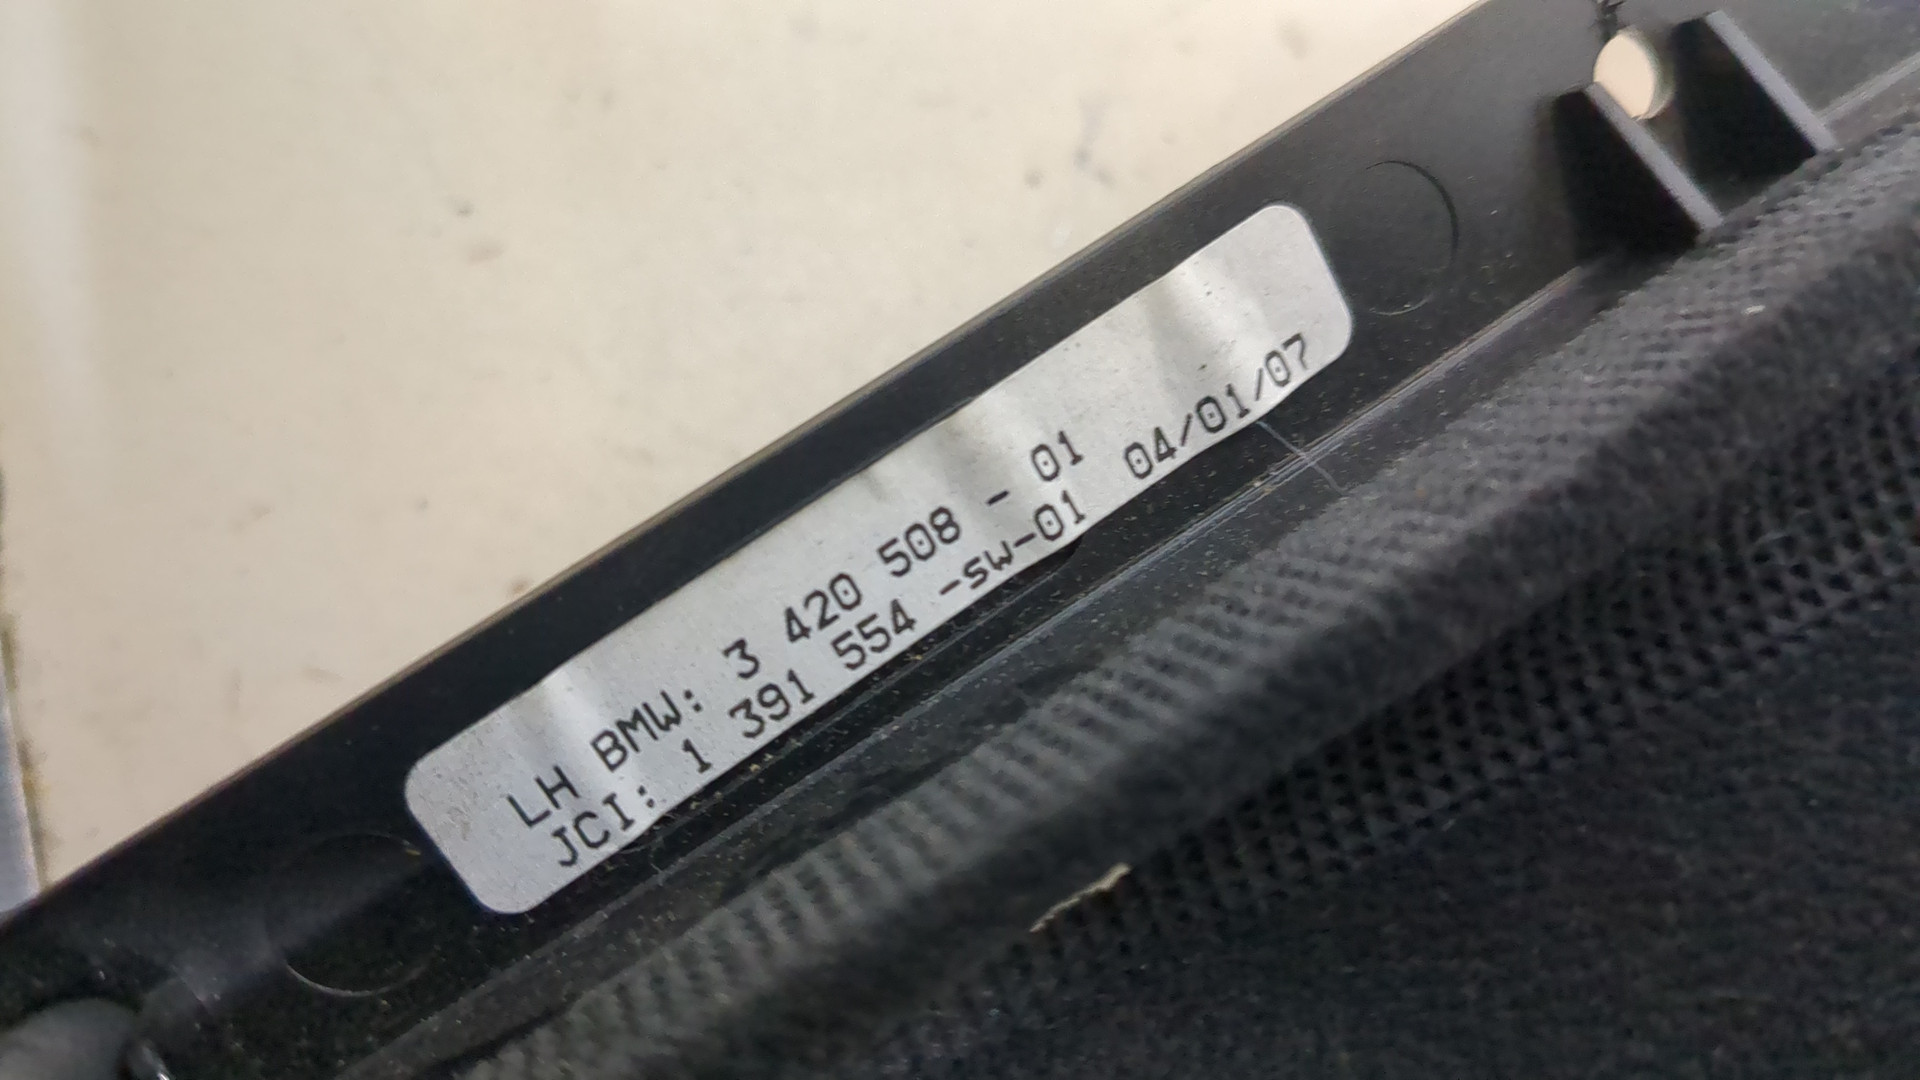 LH BMW: 3 420 508 - 01
JCI: 1 391 554 -SW-01 04/01/07